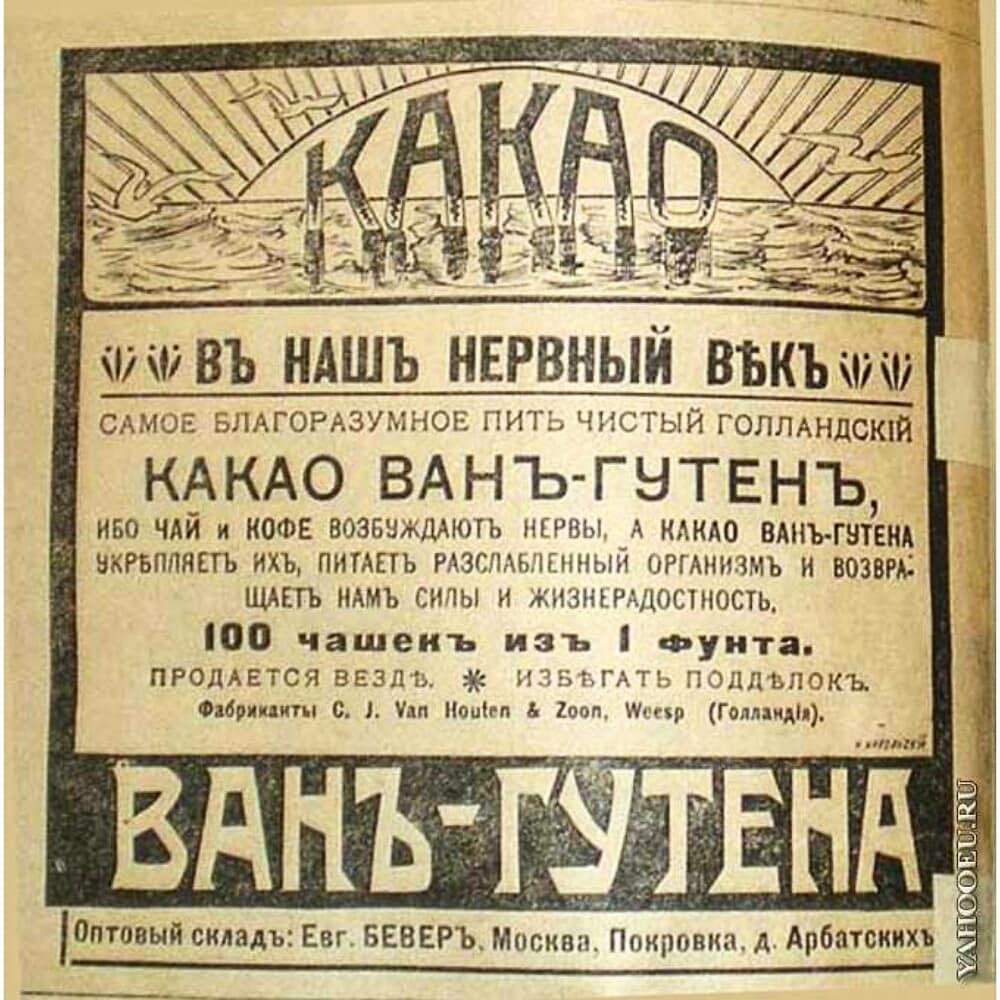 КАКАО
ВЪ НАШЪ НЕРВНЫЙ ВѢКЪ
САМОЕ БЛАГОРАЗУМНОЕ ПИТЬ ЧИСТЫЙ ГОЛЛАНДСКІЙ
КАКАО ВАНЪ-ГУТЕНЪ,
ИБО ЧАЙ и КОФЕ ВОЗБУЖДАЮТЪ НЕРВЫ, А КАКАО ВАНЪ-ГУТЕНА
УКРѢПЛЯЕТЪ ИХЪ, ПИТАЕТЪ РАЗСЛАБЛЕННЫЙ ОРГАНИЗМЪ И ВОЗВРА-
ЩАЕТЪ НАМЪ СИЛЫ И ЖИЗНЕРАДОСТНОСТЬ.
100 чашекъ изъ 1 фунта.
ПРОДАЕТСЯ ВЕЗДѢ. ✻ ИЗБѢГАТЬ ПОДДѢЛОКЪ.
Фабриканты C. J. Van Houten & Zoon, Weesp (Голландія).
ВАНЪ-ГУТЕНА
Оптовый складъ: Евг. БЕВЕРЪ, Москва, Покровка, д. Арбатскихъ
YAHOOEU.RU